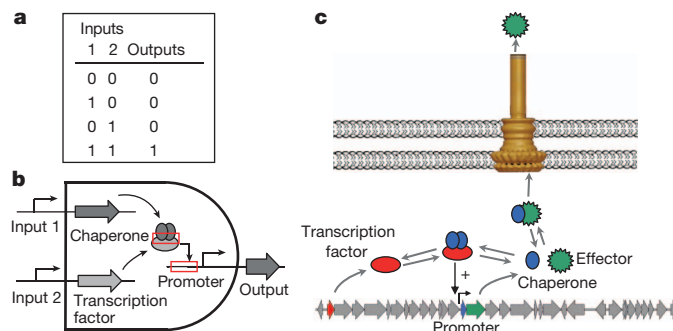 a
Inputs
1 2 Outputs
0 0 0
1 0 0
0 1 0
1 1 1
b
Input 1
Chaperone
Input 2
Transcription
factor
Promoter
Output
c
Transcription
factor
Effector
Chaperone
+
Promoter